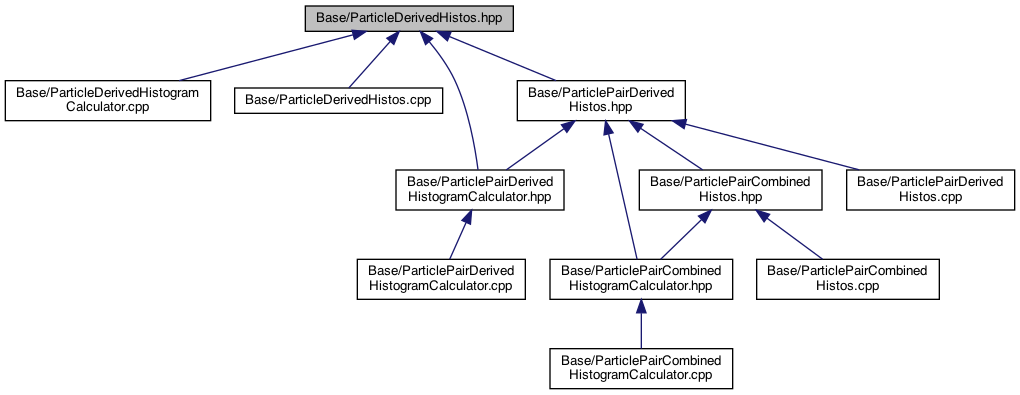 Base/ParticleDerivedHistos.hpp
Base/ParticleDerivedHistogram
Calculator.cpp
Base/ParticleDerivedHistos.cpp
Base/ParticlePairDerived
Histos.hpp
Base/ParticlePairDerived
HistogramCalculator.hpp
Base/ParticlePairCombined
Histos.hpp
Base/ParticlePairDerived
Histos.cpp
Base/ParticlePairDerived
HistogramCalculator.cpp
Base/ParticlePairCombined
HistogramCalculator.hpp
Base/ParticlePairCombined
Histos.cpp
Base/ParticlePairCombined
HistogramCalculator.cpp